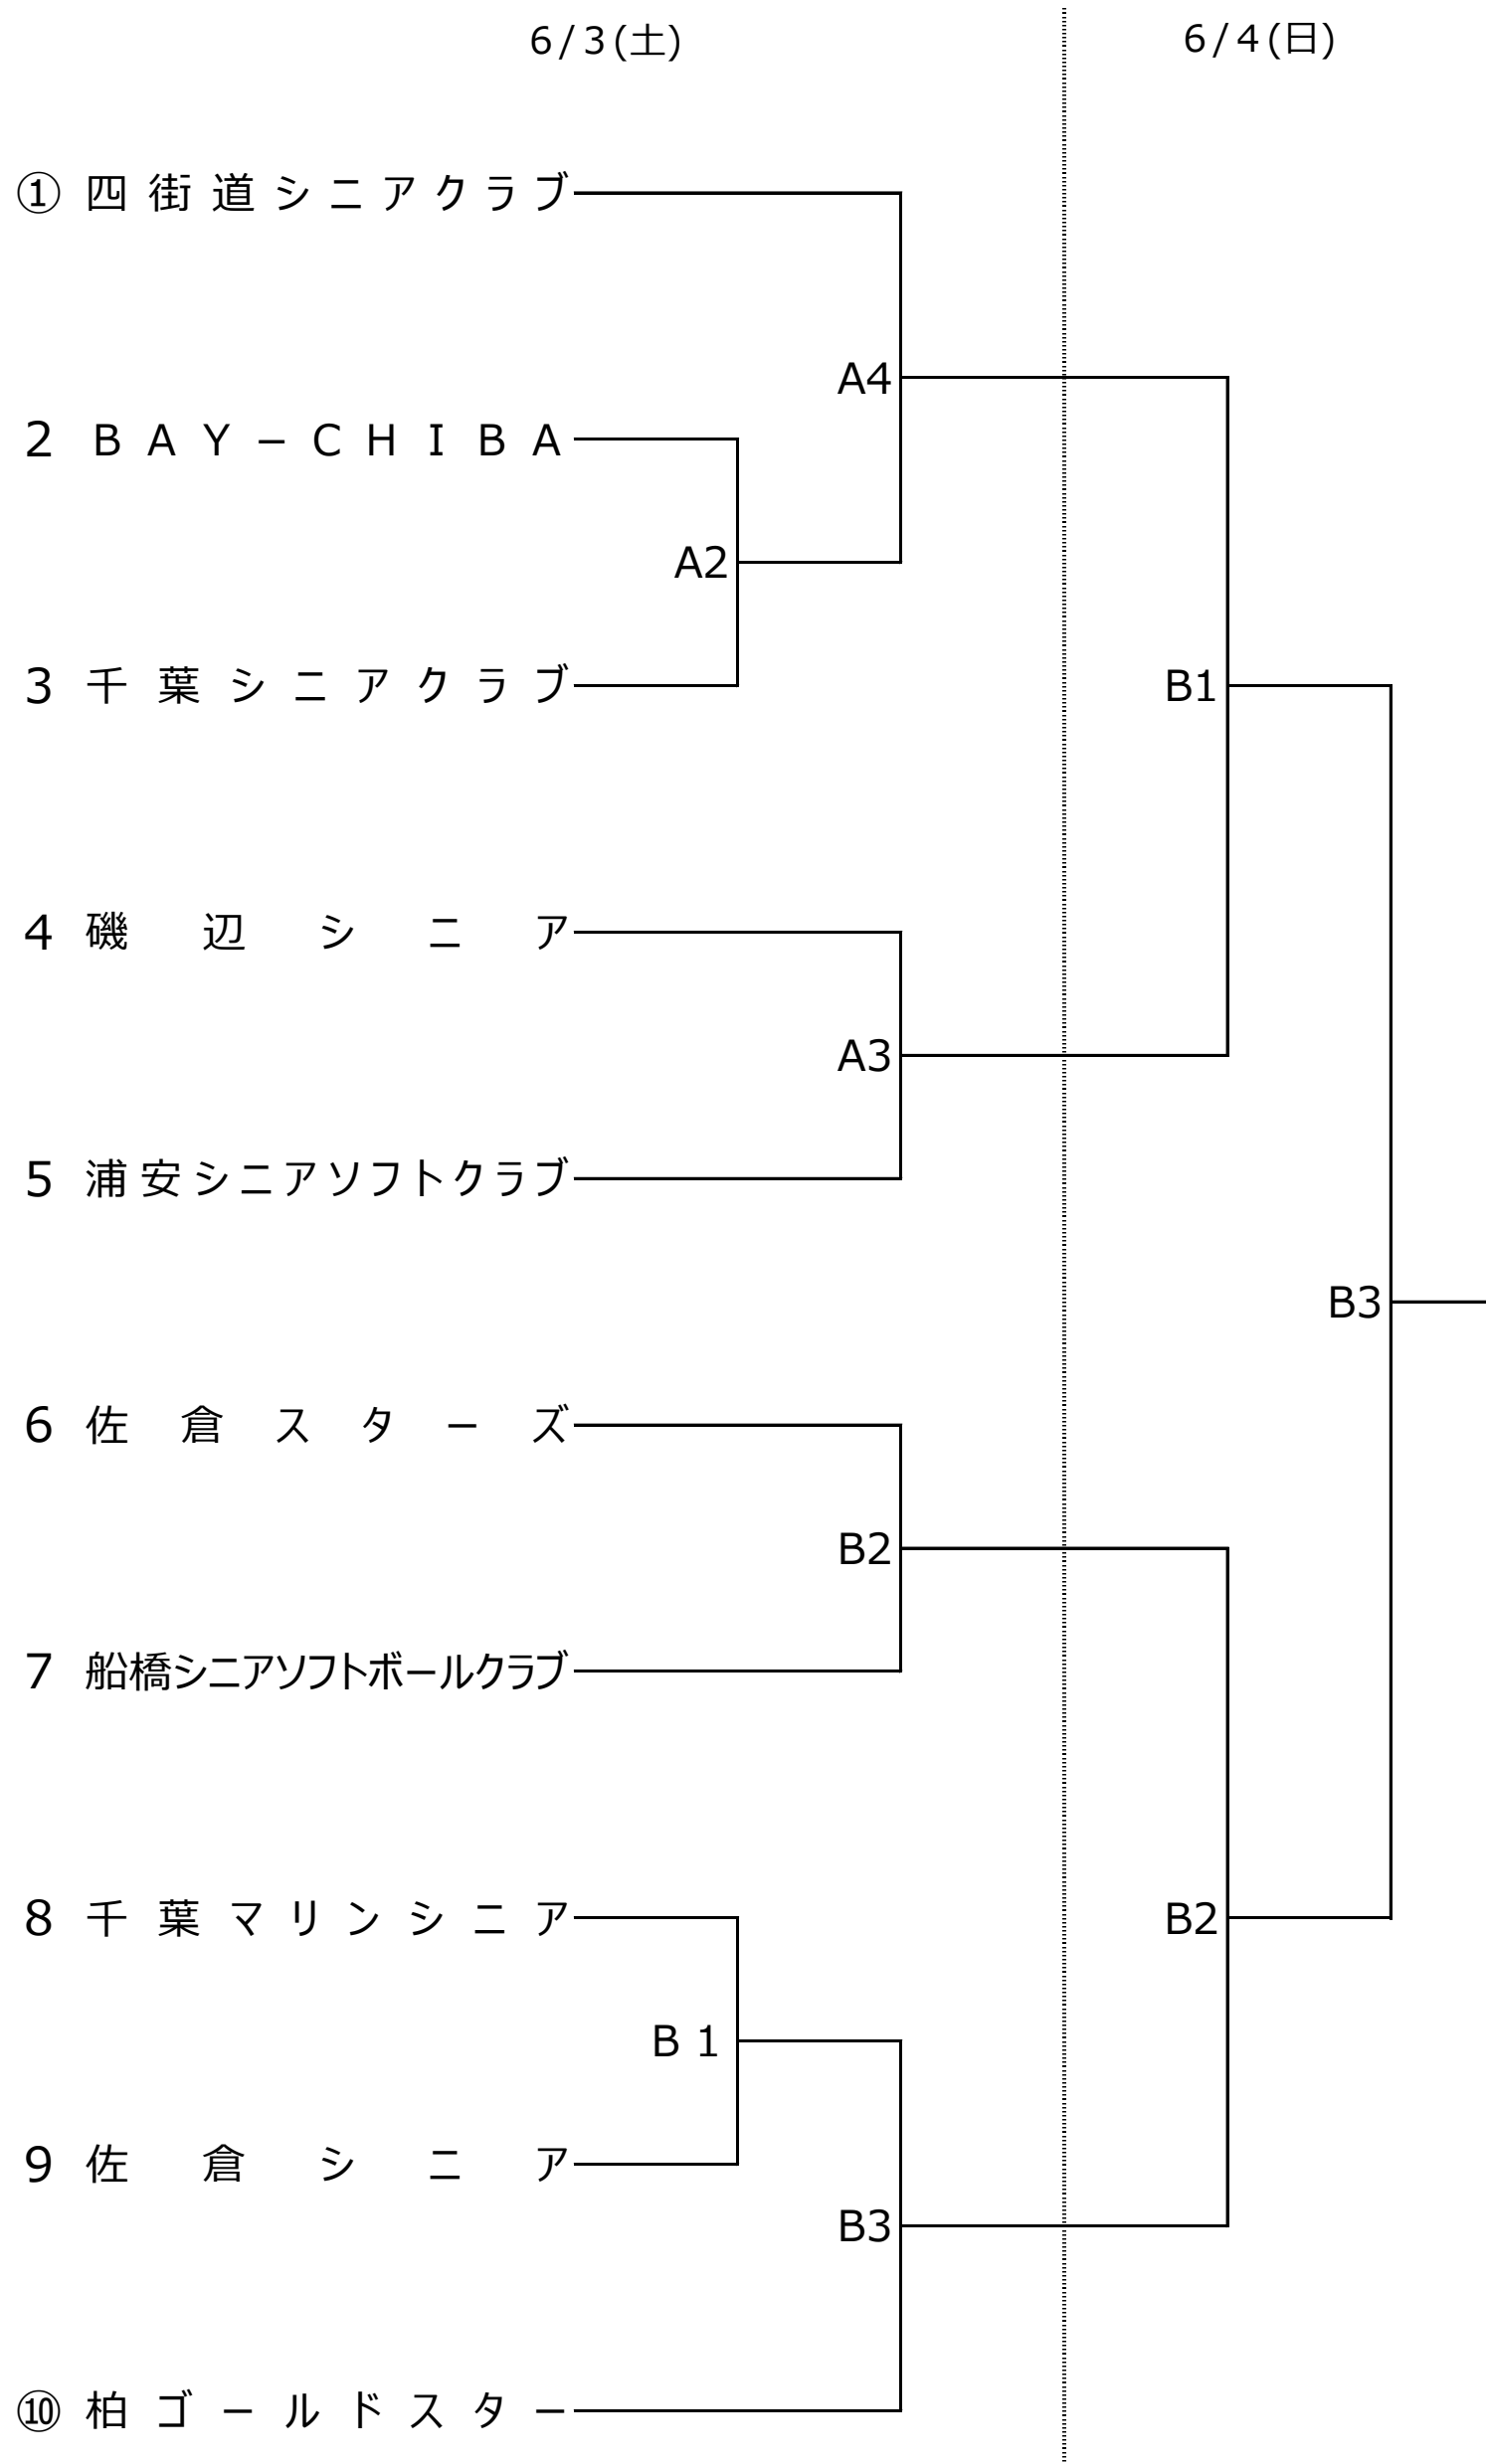 6/3(土) 6/4(日)
① 四街道シニアクラブ
A4
2 BAY−CHIBA
A2
3 千葉シニアクラブ
B1
4 磯辺シニア
A3
5 浦安シニアソフトクラブ
B3
6 佐倉スターズ
B2
7 船橋シニアソフトボールクラブ
8 千葉マリンシニア
B2
B 1
9 佐倉シニア
B3
⑩ 柏ゴールドスター